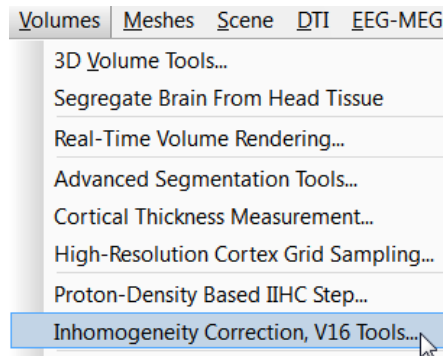 Volumes Meshes Scene DTI EEG-MEG
3D Volume Tools...
Segregate Brain From Head Tissue
Real-Time Volume Rendering...
Advanced Segmentation Tools...
Cortical Thickness Measurement...
High-Resolution Cortex Grid Sampling...
Proton-Density Based IIHC Step...
Inhomogeneity Correction, V16 Tools...